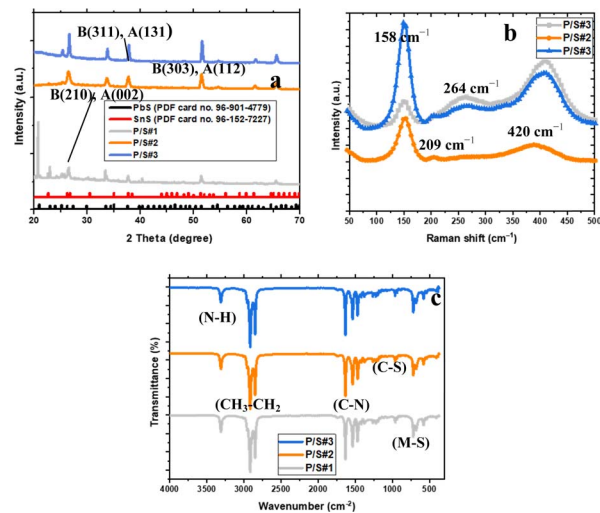 B(311), A(131)
B(303), A(112)
a
B(210), A(002)
PbS (PDF card no. 96-901-4779)
SnS (PDF card no. 96-152-7227)
P/S#1
P/S#2
P/S#3
Intensity (a.u.)
20 30 40 50 60 70
2 Theta (degree)
b
P/S#3
P/S#2
P/S#3
158 cm⁻¹
264 cm⁻¹
209 cm⁻¹
420 cm⁻¹
Intensity (a.u.)
50 100 150 200 250 300 350 400 450 500
Raman shift (cm⁻¹)
c
(N-H)
(C-S)
(CH₃-CH₂
(C-N)
(M-S)
P/S#3
P/S#2
P/S#1
Transmittance (%)
4000 3500 3000 2500 2000 1500 1000 500
Wavenumber (cm⁻²)